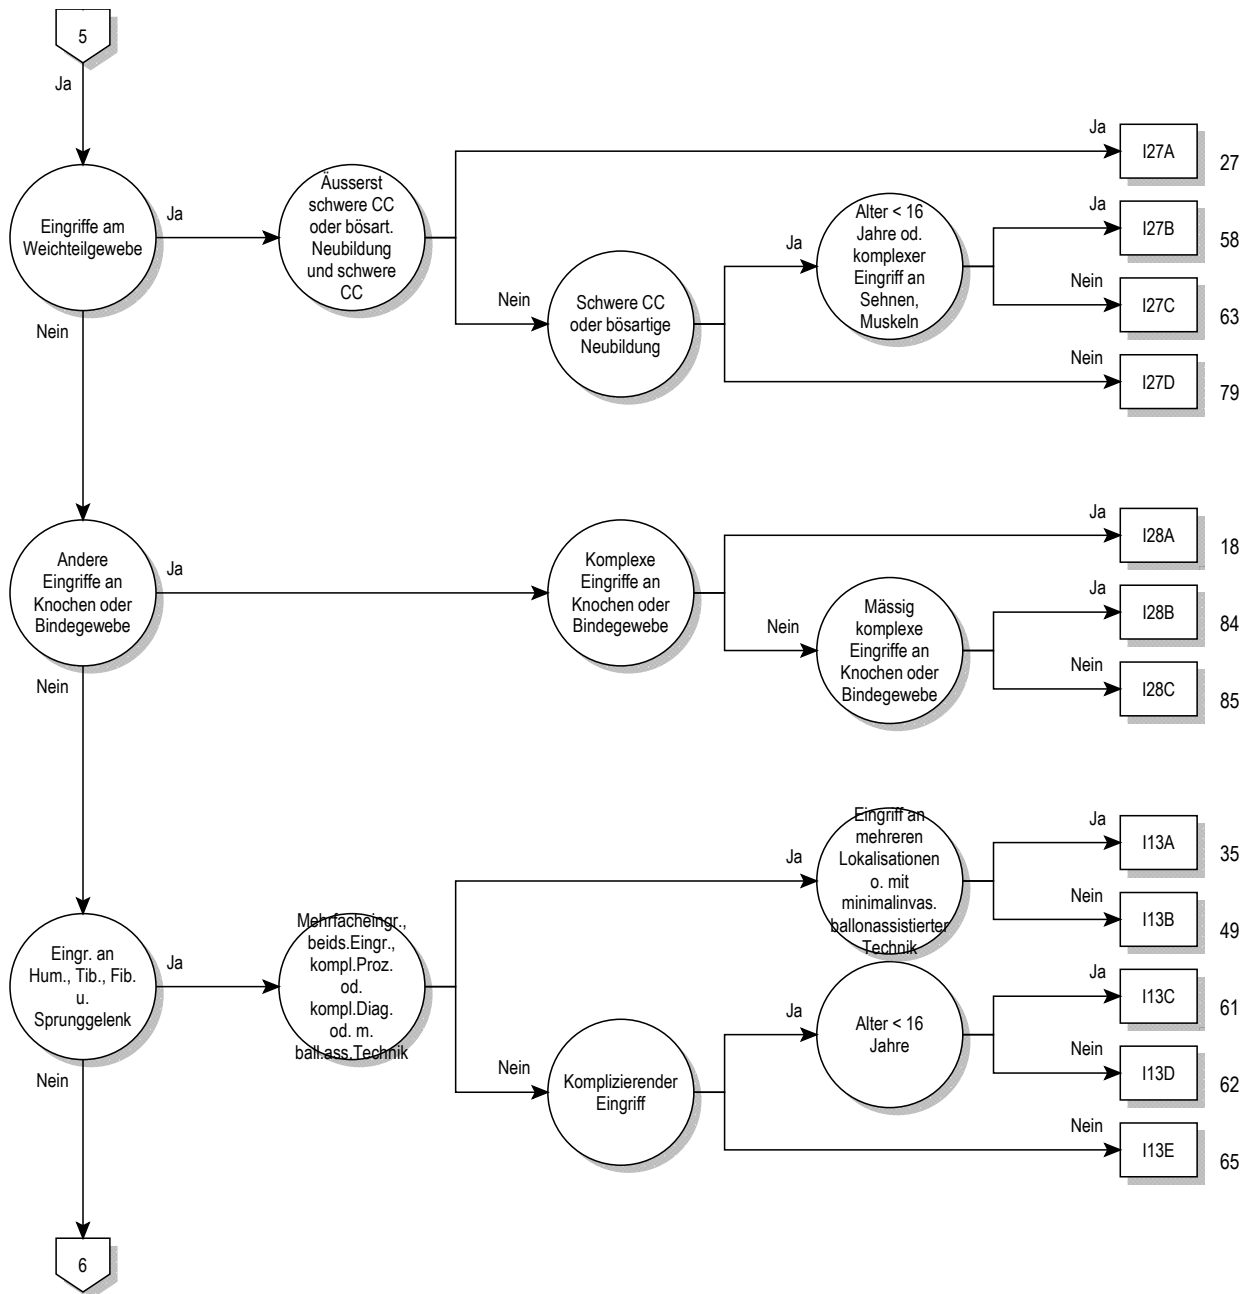 5
Ja
Eingriffe am
Weichteilgewebe
Ja
Äusserst
schwere CC
oder bösart.
Neubildung
und schwere
CC
Ja
I27A
27
Nein
Schwere CC
oder bösartige
Neubildung
Ja
Alter < 16
Jahre od.
komplexer
Eingriff an
Sehnen,
Muskeln
Ja
I27B
58
Nein
I27C
63
Nein
I27D
79
Nein
Andere
Eingriffe an
Knochen oder
Bindegewebe
Ja
Komplexe
Eingriffe an
Knochen oder
Bindegewebe
Ja
I28A
18
Nein
Mässig
komplexe
Eingriffe an
Knochen oder
Bindegewebe
Ja
I28B
84
Nein
I28C
85
Nein
Eingr. an
Hum., Tib., Fib.
u.
Sprunggelenk
Ja
Mehrfacheingr.,
beids.Eingr.,
kompl.Proz.
od.
kompl.Diag.
od. m.
ball.ass.Technik
Ja
Eingriff an
mehreren
Lokalisationen
o. mit
minimalinvas.
ballonassistierter
Technik
Ja
I13A
35
Nein
I13B
49
Nein
Komplizierender
Eingriff
Ja
Alter < 16
Jahre
Ja
I13C
61
Nein
I13D
62
Nein
I13E
65
Nein
6